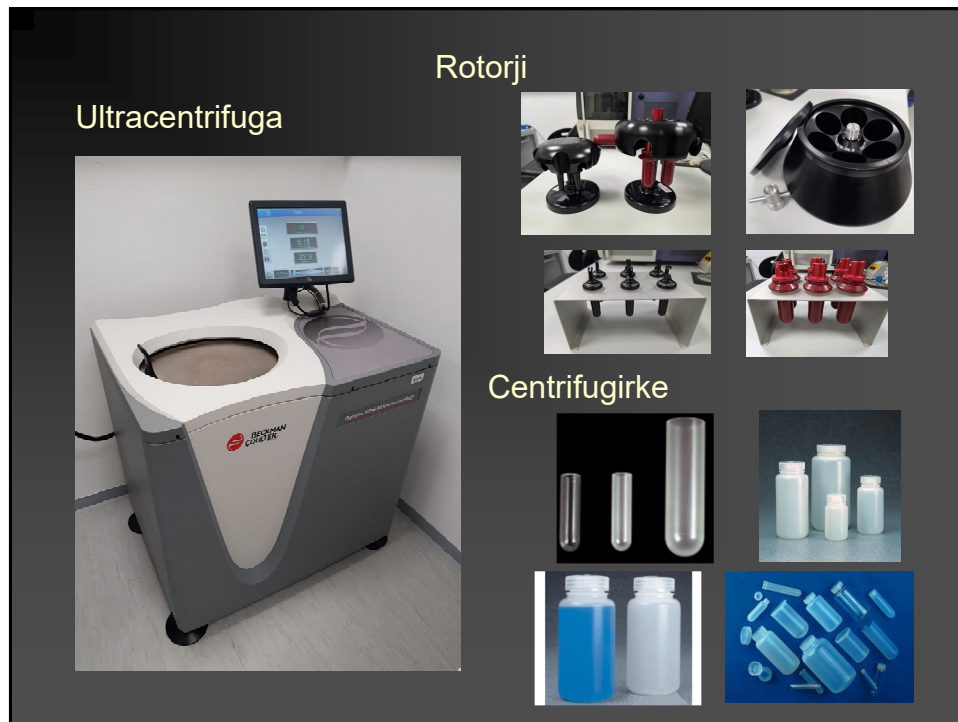 Rotorji
Ultracentrifuga
BECKMAN
COULTER
Centrifugirke